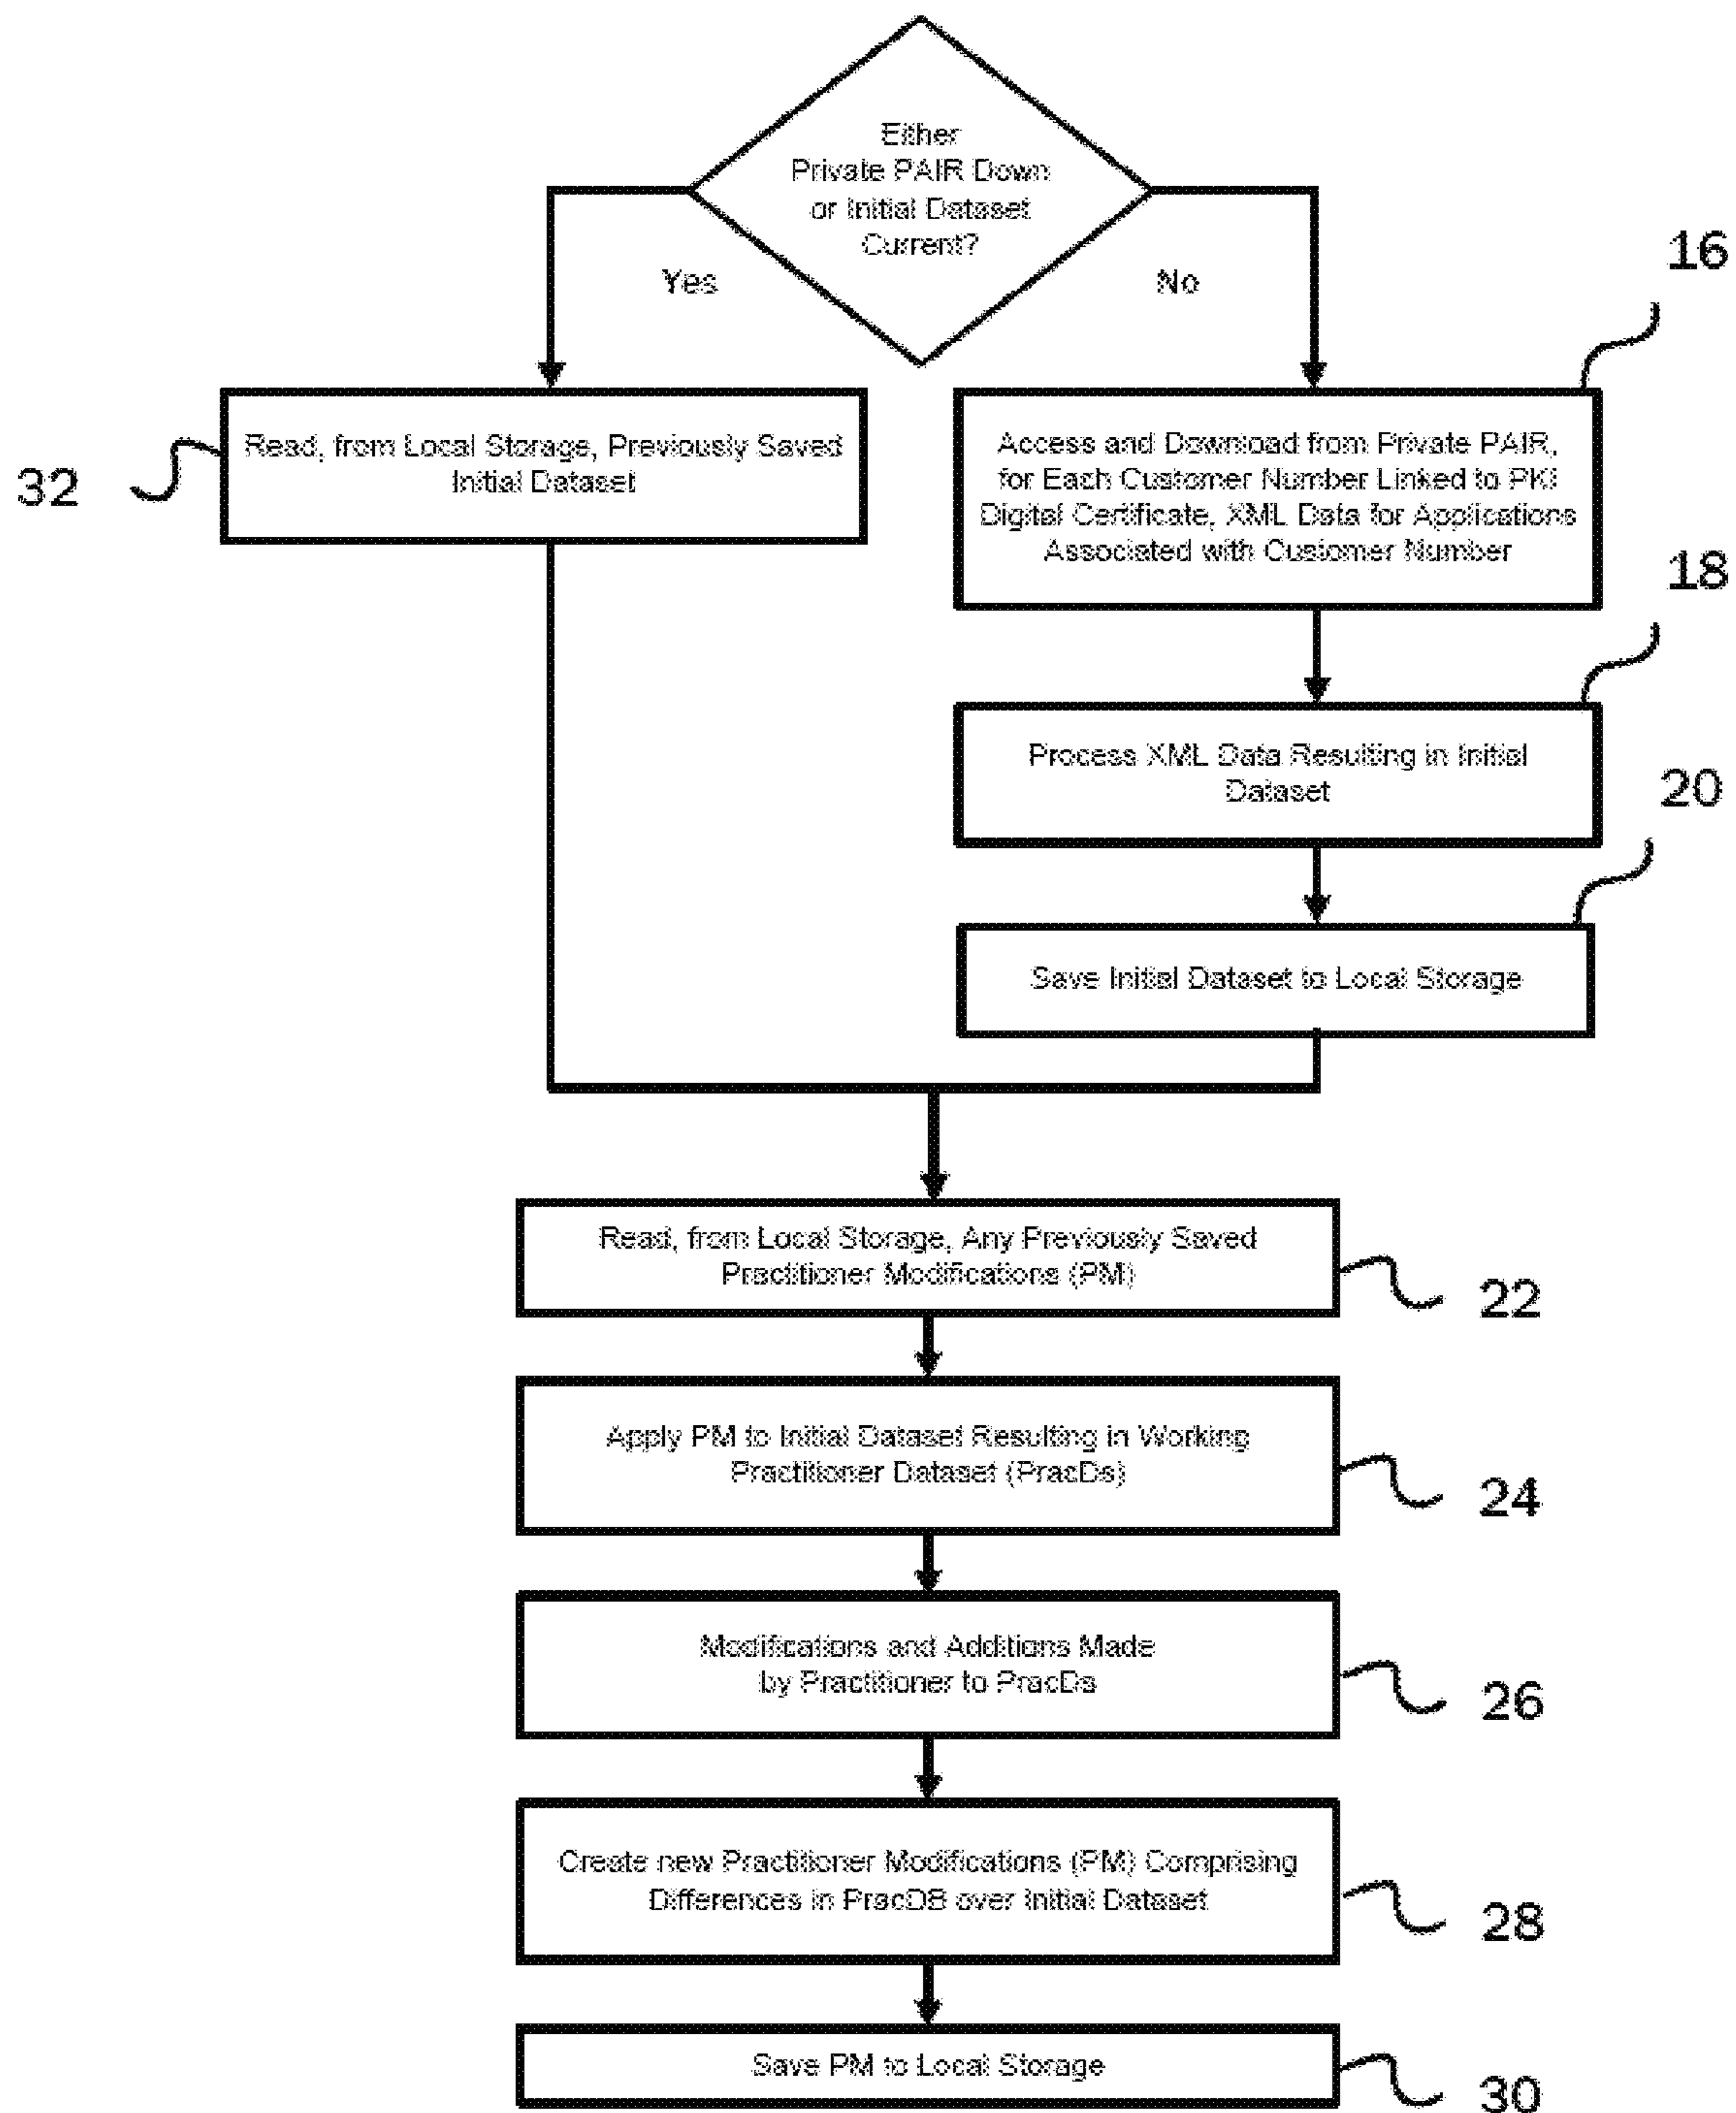 Either
Private PAIR Down
or Initial Dataset
Current?
Yes
No
16
Read, from Local Storage, Previously Saved
Initial Dataset
32
Access and Download from Private PAIR,
for Each Customer Number Linked to PKI
Digital Certificate, XML Data for Applications
Associated with Customer Number
18
Process XML Data Resulting in Initial
Dataset
20
Save Initial Dataset to Local Storage
Read, from Local Storage, Any Previously Saved
Practitioner Modifications (PM)
22
Apply PM to Initial Dataset Resulting in Working
Practitioner Dataset (PracDs)
24
Modifications and Additions Made
by Practitioner to PracDs
26
Create new Practitioner Modifications (PM) Comprising
Differences in PracDS over Initial Dataset
28
Save PM to Local Storage
30